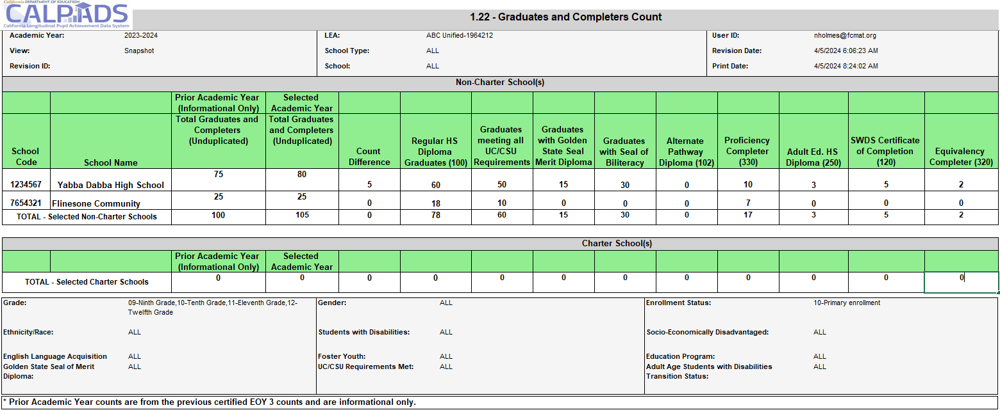 California DEPARTMENT OF EDUCATION
CALPADS
California Longitudinal Pupil Achievement Data System
1.22 - Graduates and Completers Count
Academic Year: 2023-2024 LEA: ABC Unified-1964212 User ID: nholmes@fcmat.org
View: Snapshot School Type: ALL Revision Date: 4/5/2024 6:06:23 AM
Revision ID: School: ALL Print Date: 4/5/2024 8:24:02 AM
Non-Charter School(s)
Prior Academic Year Selected
(Informational Only) Academic Year
Total Graduates and Total Graduates
Completers and Completers Graduates Graduates
(Unduplicated) (Unduplicated) Regular HS meeting all with Golden Graduates Alternate Proficiency SWDS Certificate
School Count Diploma UC/CSU State Seal with Seal of Pathway Completer Adult Ed. HS of Completion Equivalency
Code School Name Difference Graduates (100) Requirements Merit Diploma Biliteracy Diploma (102) (330) Diploma (250) (120) Completer (320)
1234567 Yabba Dabba High School 75 80 5 60 50 15 30 0 10 3 5 2
7654321 Flinesone Community 25 25 0 18 10 0 0 0 7 0 0 0
TOTAL - Selected Non-Charter Schools 100 105 0 78 60 15 30 0 17 3 5 2
Charter School(s)
Prior Academic Year Selected
(Informational Only) Academic Year
TOTAL - Selected Charter Schools 0 0 0 0 0 0 0 0 0 0 0 0
Grade: 09-Ninth Grade,10-Tenth Grade,11-Eleventh Grade,12- Gender: ALL Enrollment Status: 10-Primary enrollment
Twelfth Grade
Ethnicity/Race: ALL Students with Disabilities: ALL Socio-Economically Disadvantaged: ALL
English Language Acquisition ALL Foster Youth: ALL Education Program: ALL
Golden State Seal of Merit ALL UC/CSU Requirements Met: ALL Adult Age Students with Disabilities ALL
Diploma: Transition Status:
* Prior Academic Year counts are from the previous certified EOY 3 counts and are informational only.